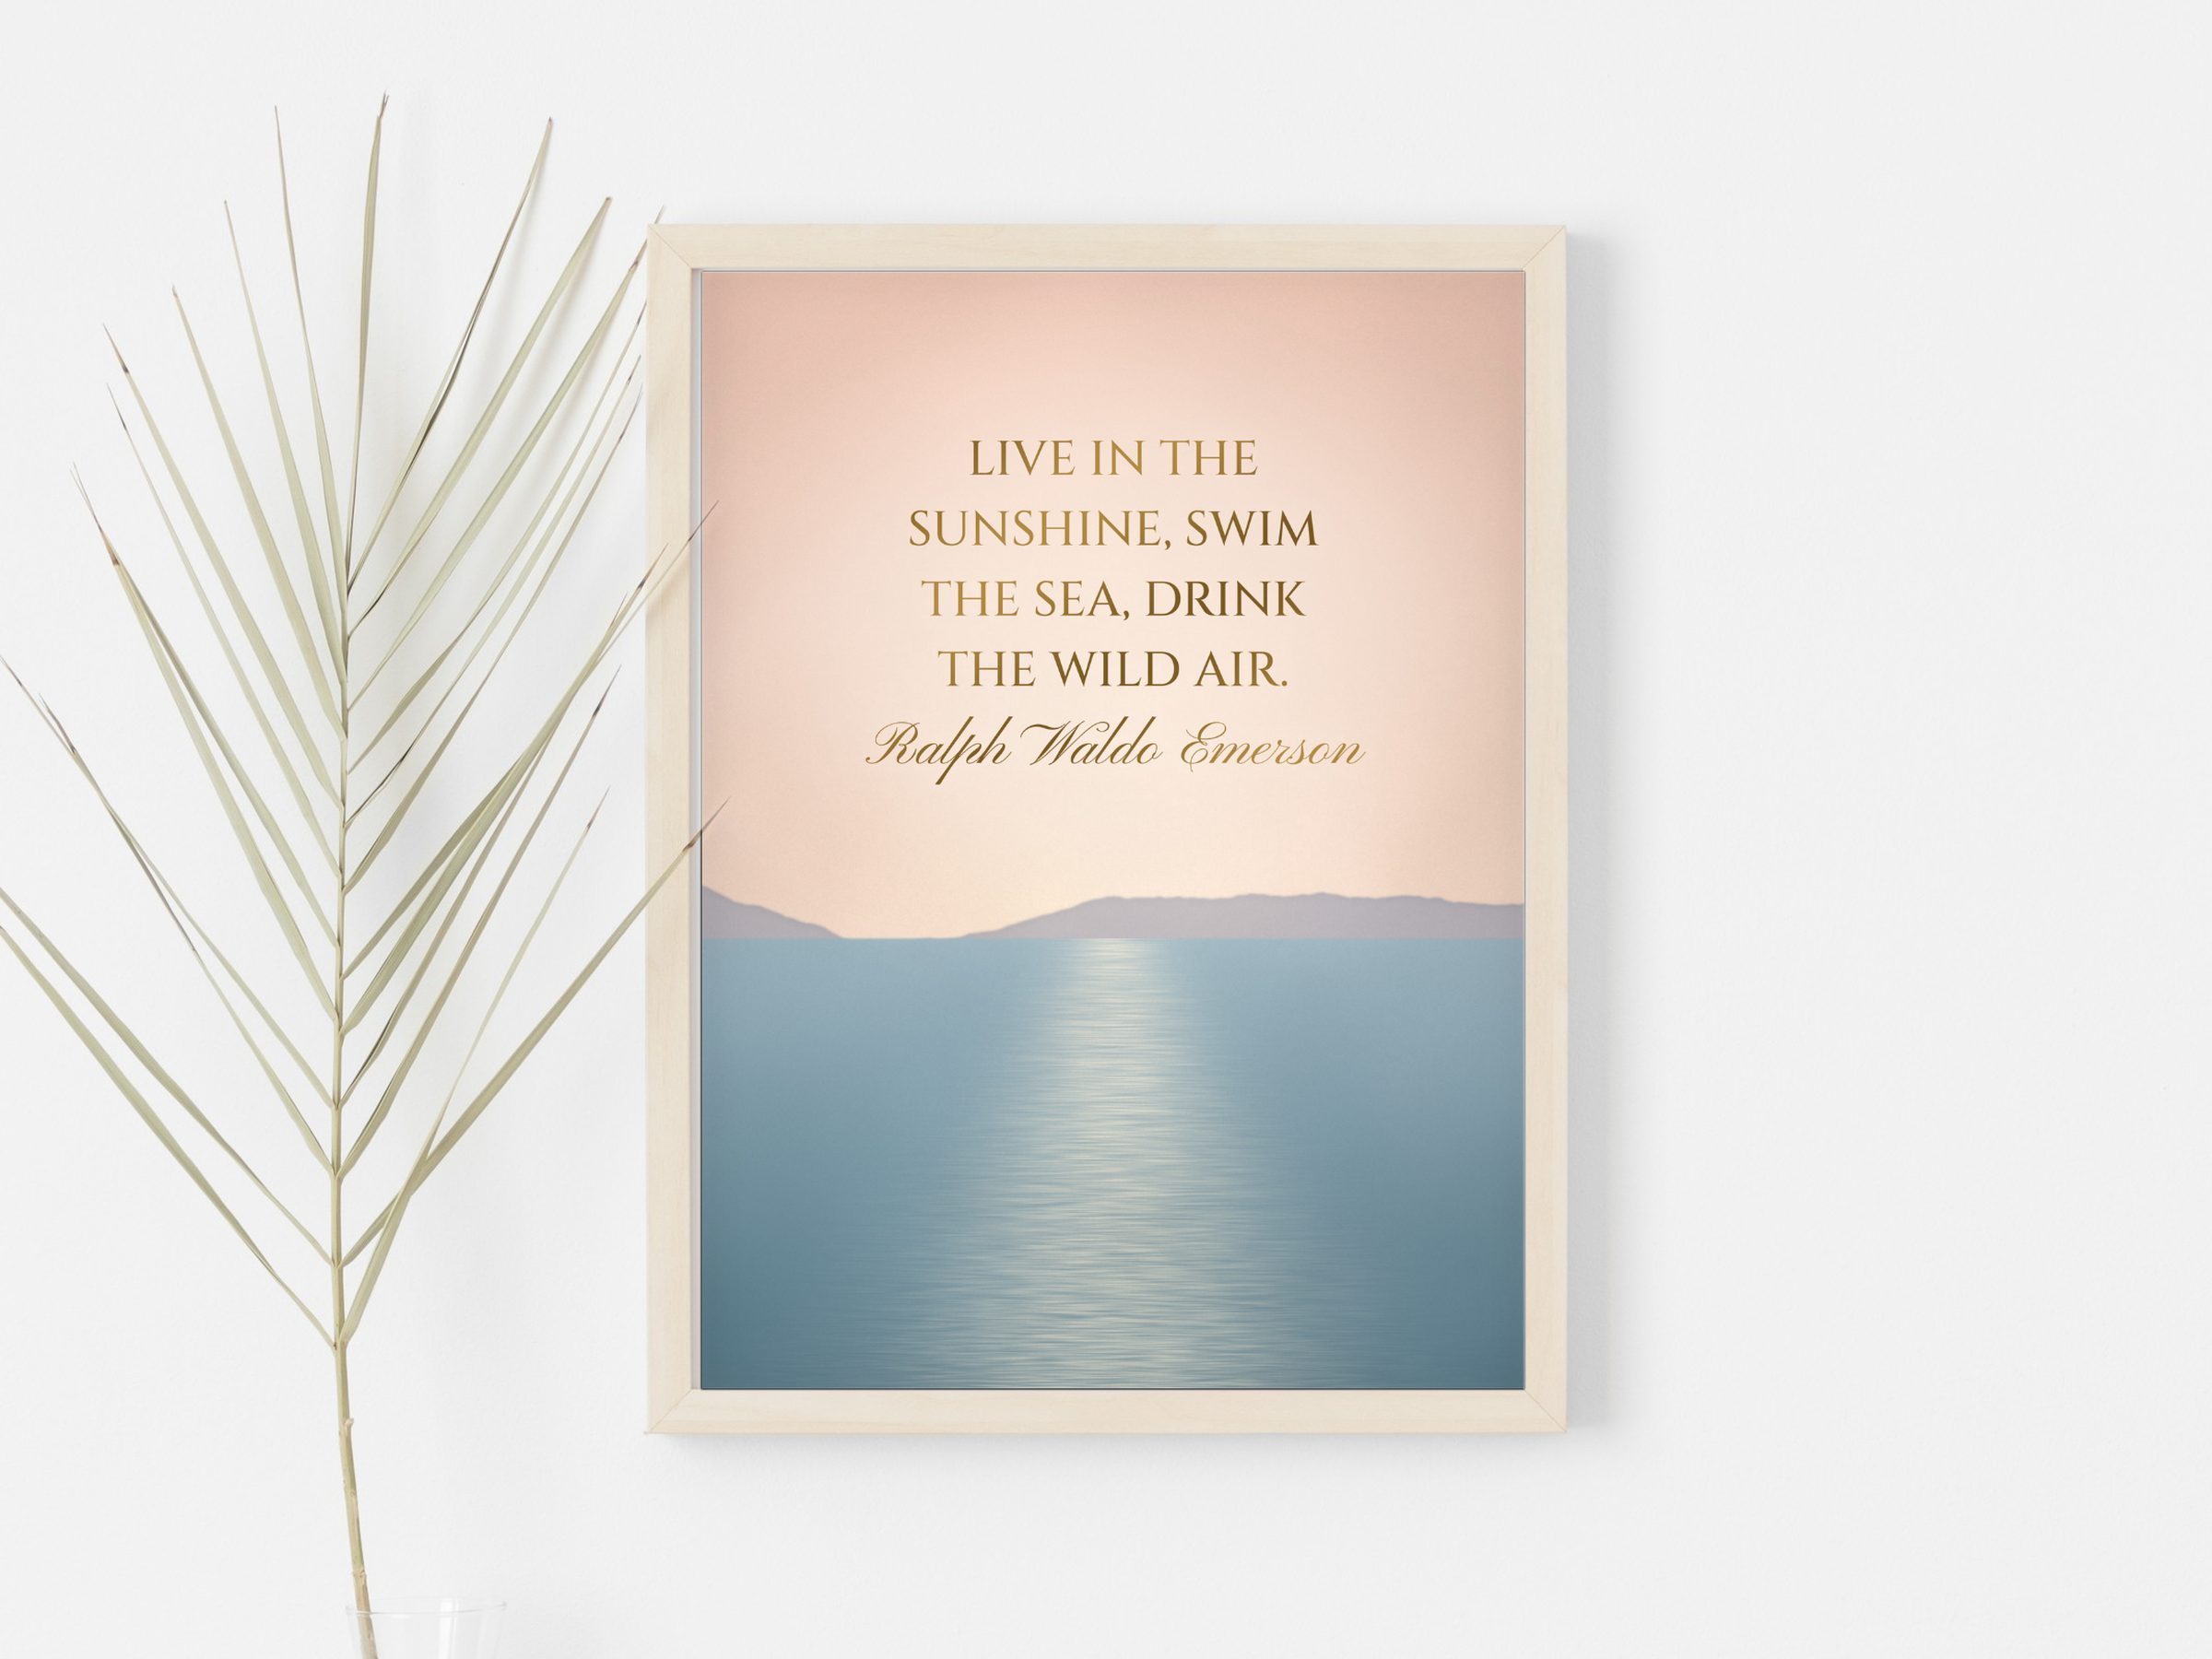 LIVE IN THE
SUNSHINE, SWIM
THE SEA, DRINK
THE WILD AIR.
Ralph Waldo Emerson